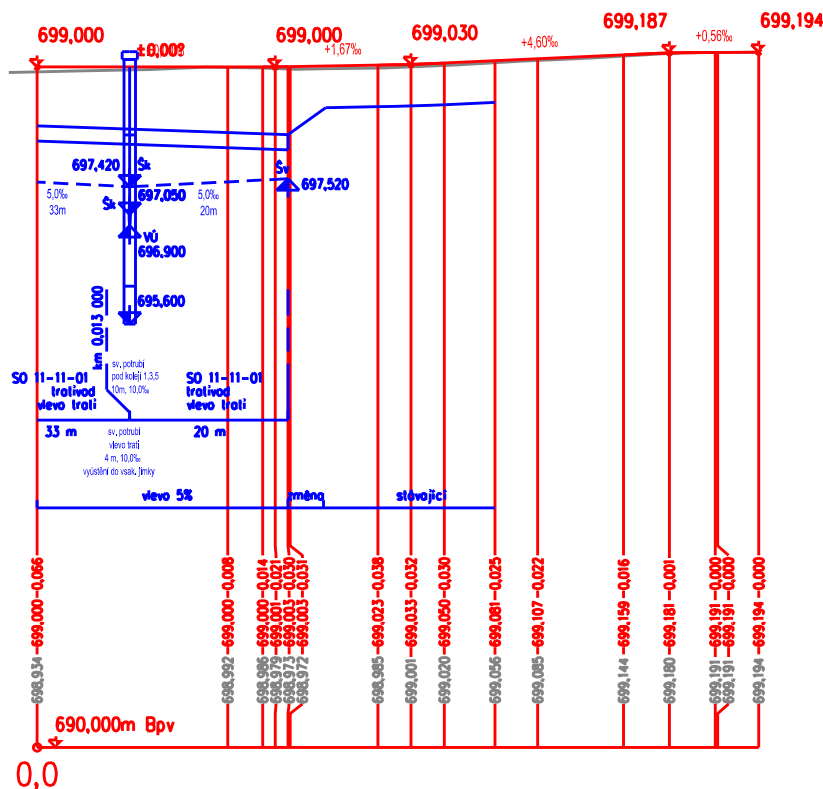 699,000
±0,00‰
699,000
+1,67‰
699,030
+4,60‰
699,187
+0,56‰
699,194
697,420
Šk
Šv
697,520
5,0‰
33m
697,050
5,0‰
20m
Šk
VÚ
696,900
695,600
km 0,013 000
SO 11-11-01
trativod
vlevo trati
sv. potrubí
pod kolejí 1,3,5
10m, 10,0‰
SO 11-11-01
trativod
vlevo trati
33 m
20 m
sv. potrubí
vlevo trati
4 m, 10,0‰
vyústění do vsak. jímky
vlevo 5%
změna
stávající
699,000 -0,066
699,000 -0,008
699,000 -0,014
699,001 -0,021
699,003 -0,030
699,003 -0,031
699,023 -0,038
699,033 -0,032
699,050 -0,030
699,081 -0,025
699,107 -0,022
699,159 -0,016
699,181 -0,001
699,191 -0,000
699,191 -0,000
699,194 -0,000
698,934
698,992
698,986
698,979
698,973
698,972
698,985
699,001
699,020
699,056
699,085
699,144
699,180
699,191
699,191
699,194
690,000m Bpv
0,0